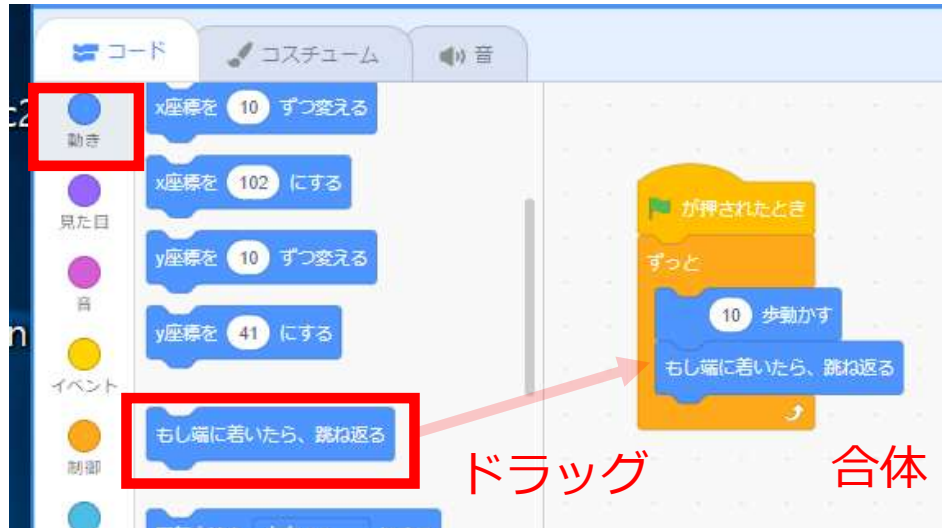 コード
コスチューム
音
動き
見た目
音
イベント
制御
x座標を 10 ずつ変える
x座標を 102 にする
y座標を 10 ずつ変える
y座標を 41 にする
もし端に着いたら、跳ね返る
が押されたとき
ずっと
10 歩動かす
もし端に着いたら、跳ね返る
ドラッグ
合体